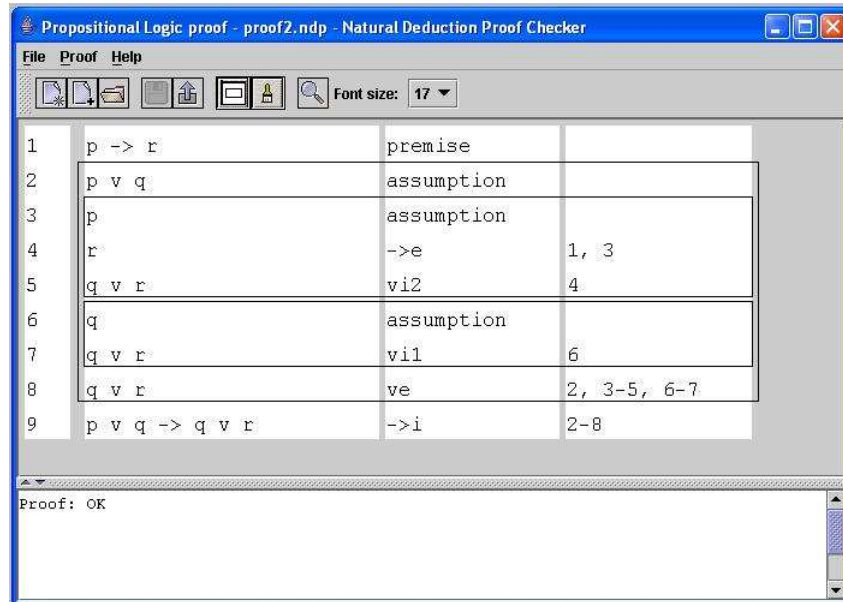 Propositional Logic proof - proof2.ndp - Natural Deduction Proof Checker
File Proof Help
Font size: 17
1 p -> r premise
2 p v q assumption
3 p assumption
4 r ->e 1, 3
5 q v r vi2 4
6 q assumption
7 q v r vi1 6
8 q v r ve 2, 3-5, 6-7
9 p v q -> q v r ->i 2-8
Proof: OK